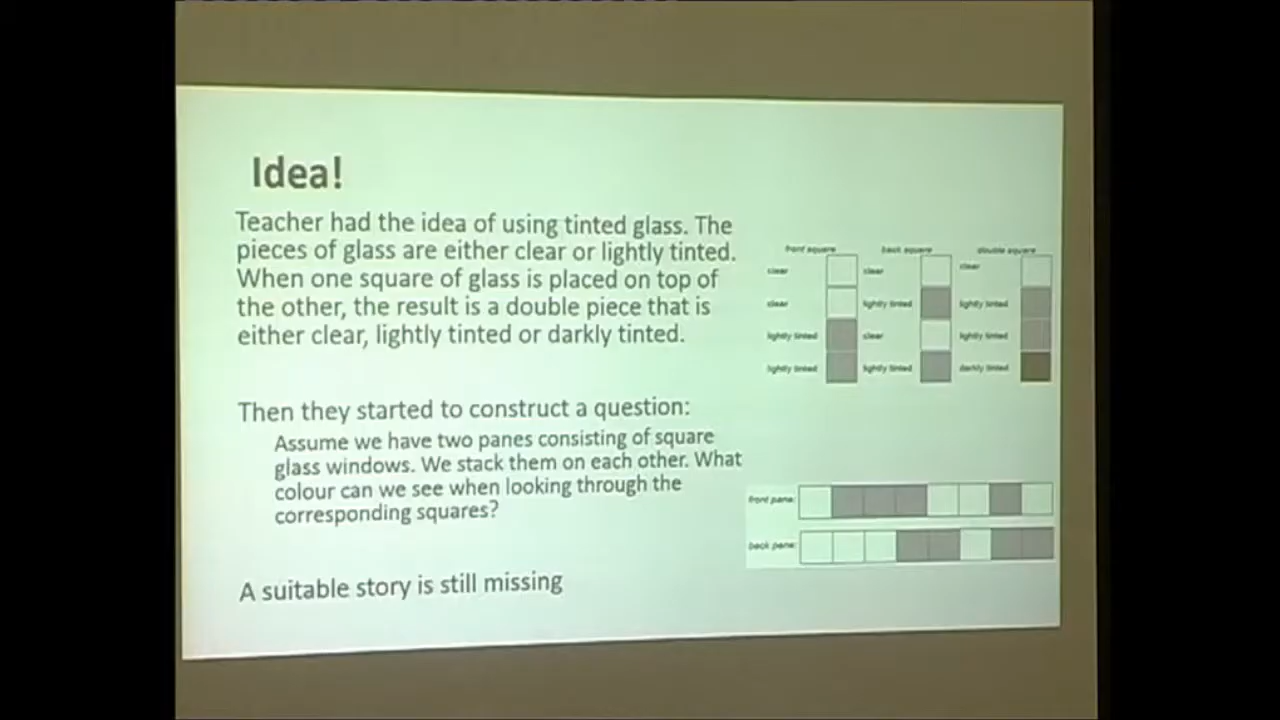 Idea!
Teacher had the idea of using tinted glass. The
pieces of glass are either clear or lightly tinted.
When one square of glass is placed on top of
the other, the result is a double piece that is
either clear, lightly tinted or darkly tinted.
Then they started to construct a question:
Assume we have two panes consisting of square
glass windows. We stack them on each other. What
colour can we see when looking through the
corresponding squares?
A suitable story is still missing
front square back square double square
clear clear clear
clear lightly tinted lightly tinted
lightly tinted clear lightly tinted
lightly tinted lightly tinted darkly tinted
front pane:
back pane: